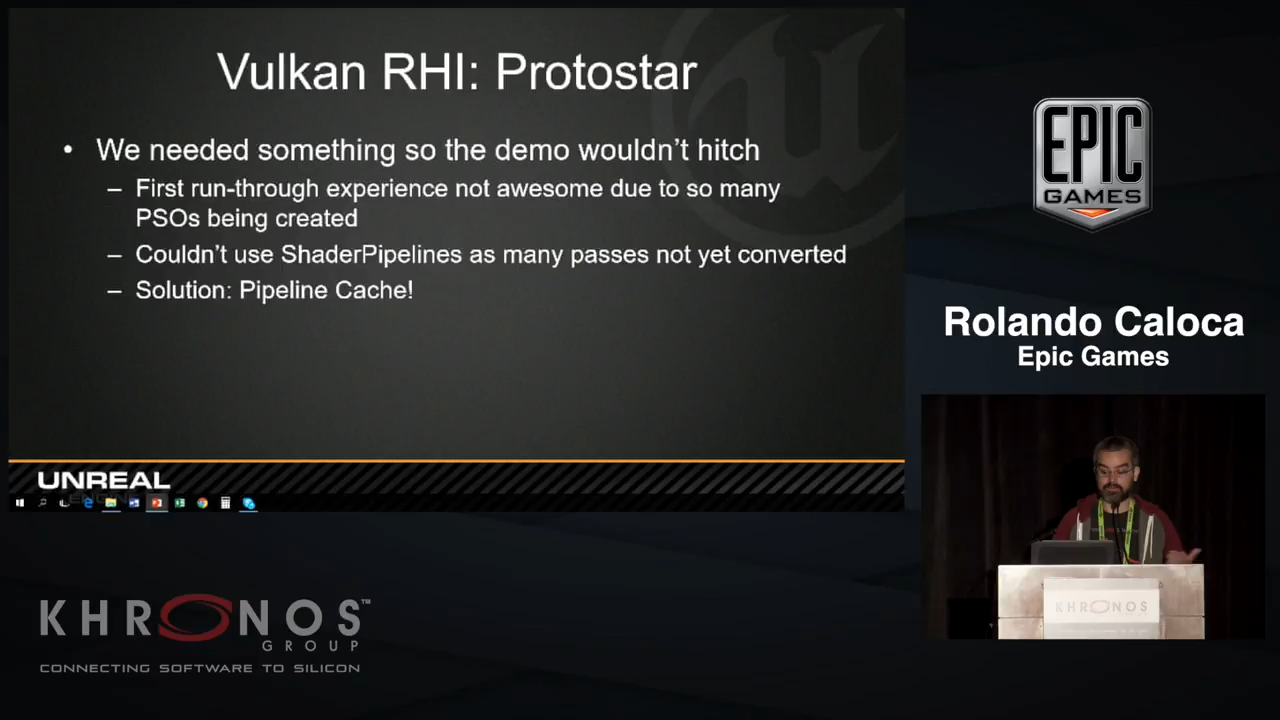 Vulkan RHI: Protostar
• We needed something so the demo wouldn't hitch
– First run-through experience not awesome due to so many
PSOs being created
– Couldn't use ShaderPipelines as many passes not yet converted
– Solution: Pipeline Cache!
UNREAL
EPIC
GAMES
Rolando Caloca
Epic Games
KHRONOS
KHRONOS™
GROUP
CONNECTING SOFTWARE TO SILICON